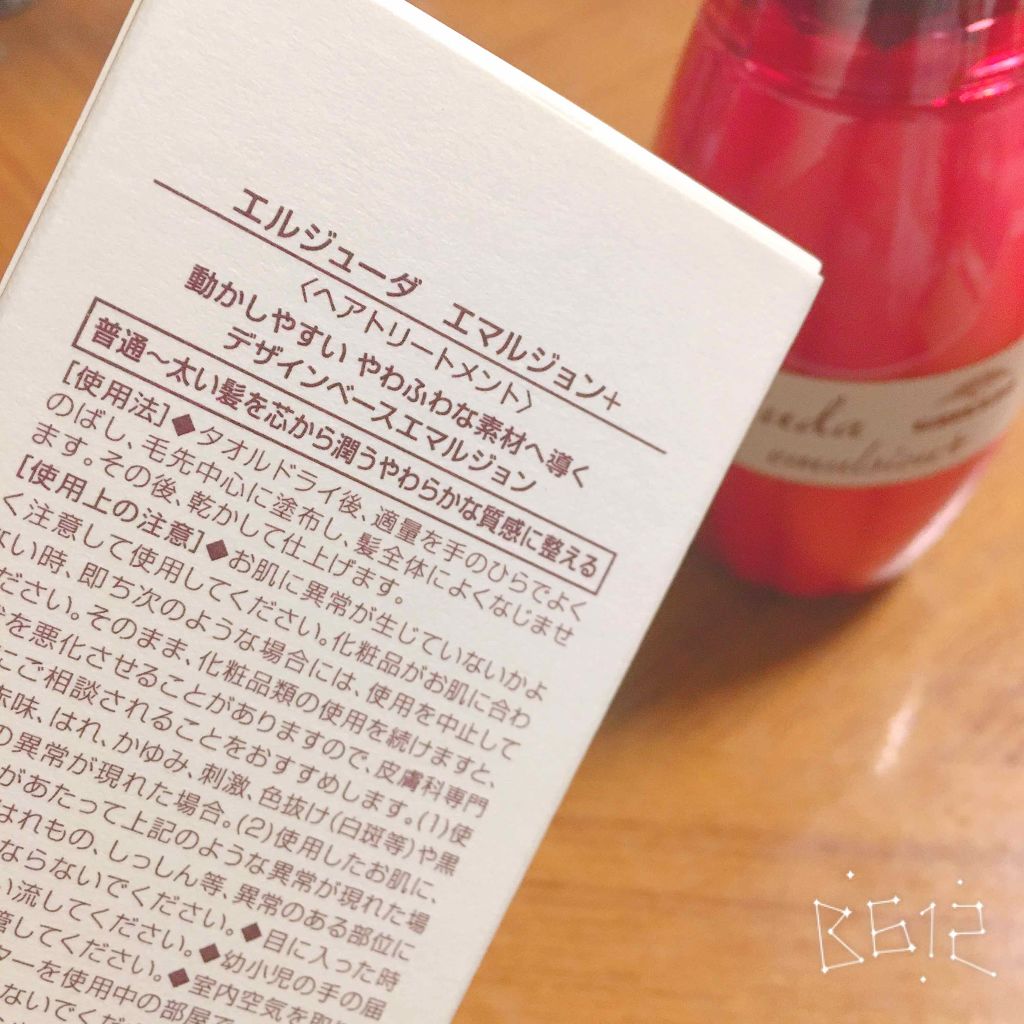 エルジューダ エマルジョン+
〈ヘアトリートメント〉
動かしやすい やわふわな素材へ導く
デザインベースエマルジョン
普通～太い髪を芯から潤うやわらかな質感に整える
[使用法]◆タオルドライ後、適量を手のひらでよく
のばし、毛先中心に塗布し、髪全体によくなじませ
ます。その後、乾かして仕上げます。
[使用上の注意]◆お肌に異常が生じていないかよ
く注意して使用してください。化粧品がお肌に合わ
ない時、即ち次のような場合には、使用を中止して
ださい。そのまま、化粧品類の使用を続けますと、
を悪化させることがありますので、皮膚科専門
にご相談されることをおすすめします。(1)使
赤味、はれ、かゆみ、刺激、色抜け(白斑等)や黒
の異常が現れた場合。(2)使用したお肌に、
があたって上記のような異常が現れた場
はれもの、しっしん等、異常のある部位に
ならないでください。◆目に入った時
い流してください。◆幼小児の手の届
管してください。◆室内空気を
ターを使用中の部屋で
ないでくだ
uda
emulsion+
B612